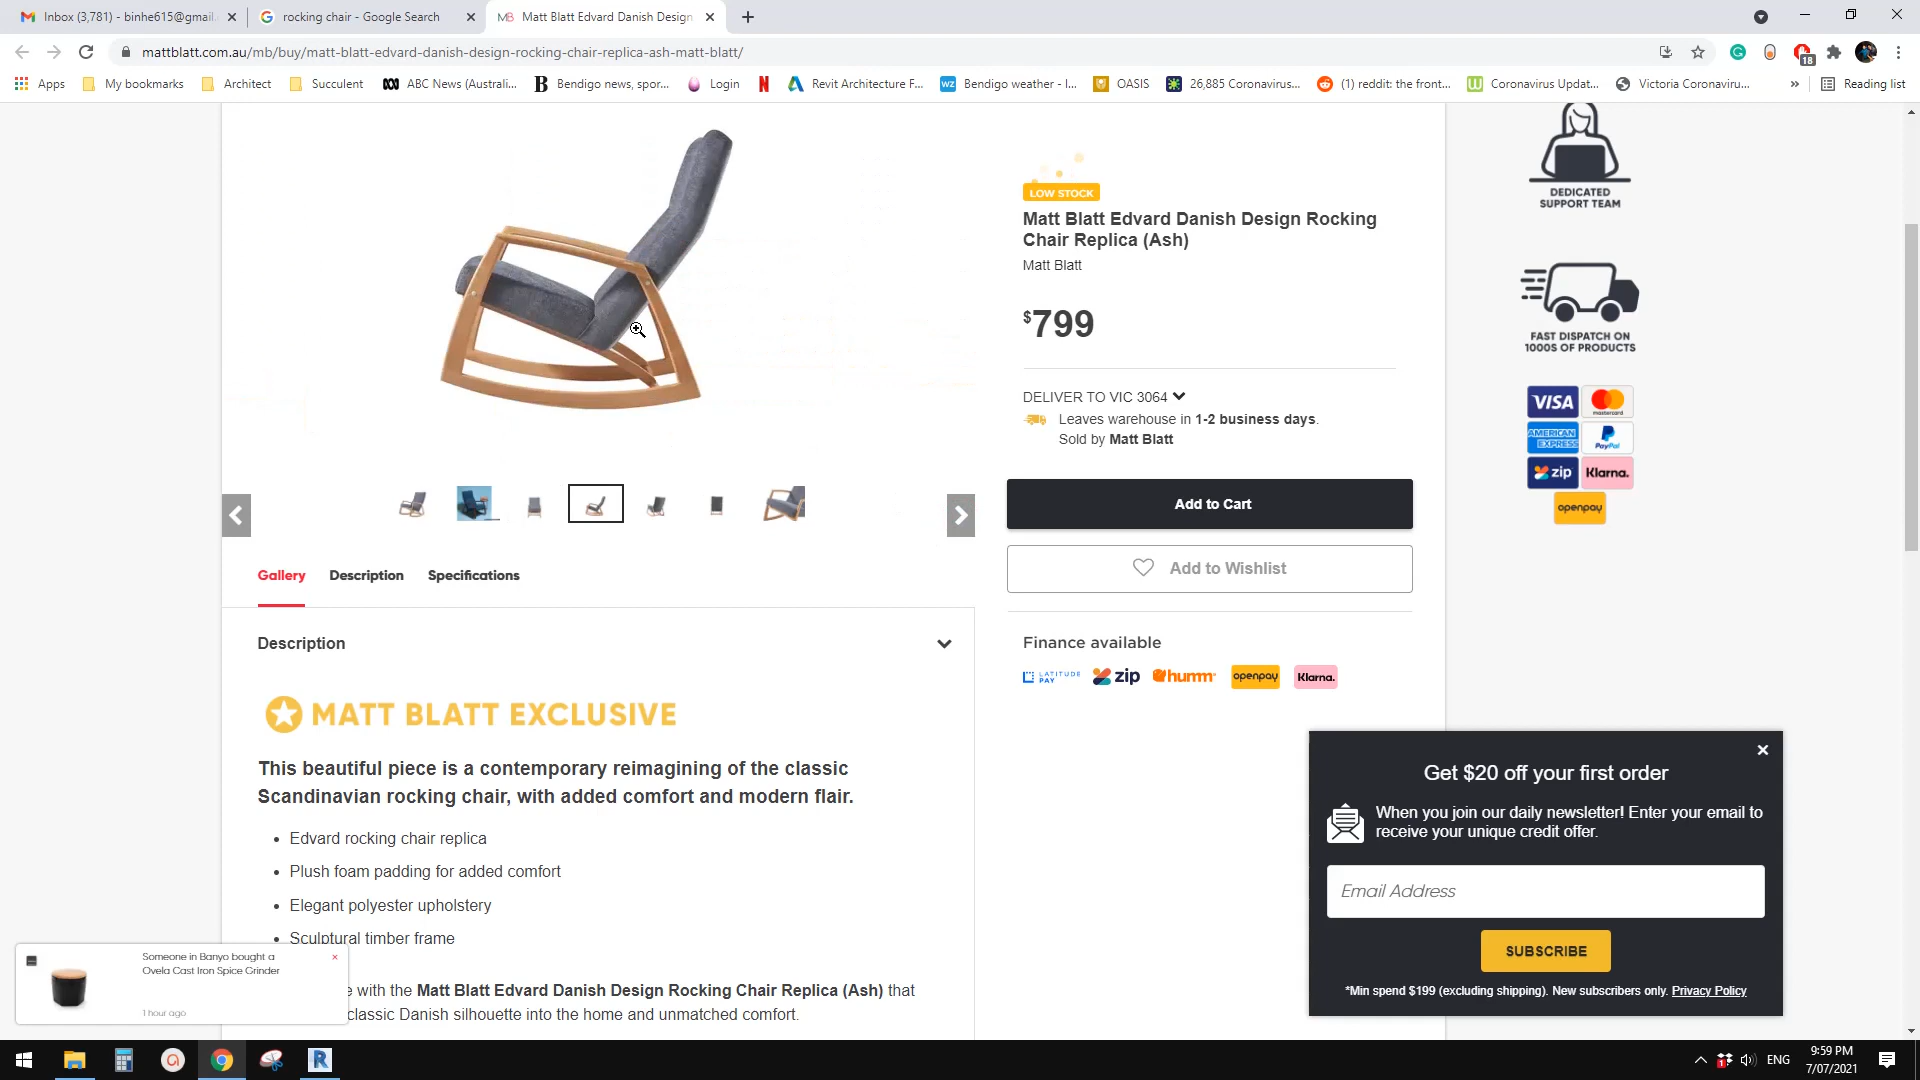 Inbox (3,781) - binhe615@gmail.
rocking chair - Google Search
Matt Blatt Edvard Danish Design
mattblatt.com.au/mb/buy/matt-blatt-edvard-danish-design-rocking-chair-replica-ash-matt-blatt/
18
Apps
My bookmarks
Architect
Succulent
ABC News (Australi...
Bendigo news, spor...
Login
Revit Architecture F...
Bendigo weather - I...
OASIS
26,885 Coronavirus...
(1) reddit: the front...
Coronavirus Updat...
Victoria Coronaviru...
»
Reading list
DEDICATED
SUPPORT TEAM
LOW STOCK
Matt Blatt Edvard Danish Design Rocking
Chair Replica (Ash)
Matt Blatt
$799
FAST DISPATCH ON
1000S OF PRODUCTS
DELIVER TO VIC 3064
Leaves warehouse in 1-2 business days.
Sold by Matt Blatt
VISA
mastercard
AMERICAN EXPRESS
PayPal
zip
Klarna.
openpay
Add to Cart
Add to Wishlist
Gallery
Description
Specifications
Description
Finance available
LATITUDE PAY
zip
humm
openpay
Klarna.
MATT BLATT EXCLUSIVE
This beautiful piece is a contemporary reimagining of the classic
Scandinavian rocking chair, with added comfort and modern flair.
• Edvard rocking chair replica
• Plush foam padding for added comfort
• Elegant polyester upholstery
• Sculptural timber frame
e with the Matt Blatt Edvard Danish Design Rocking Chair Replica (Ash) that
classic Danish silhouette into the home and unmatched comfort.
Someone in Banyo bought a
Ovela Cast Iron Spice Grinder
1 hour ago
Get $20 off your first order
When you join our daily newsletter! Enter your email to
receive your unique credit offer.
Email Address
SUBSCRIBE
*Min spend $199 (excluding shipping). New subscribers only. Privacy Policy
ENG
9:59 PM
7/07/2021